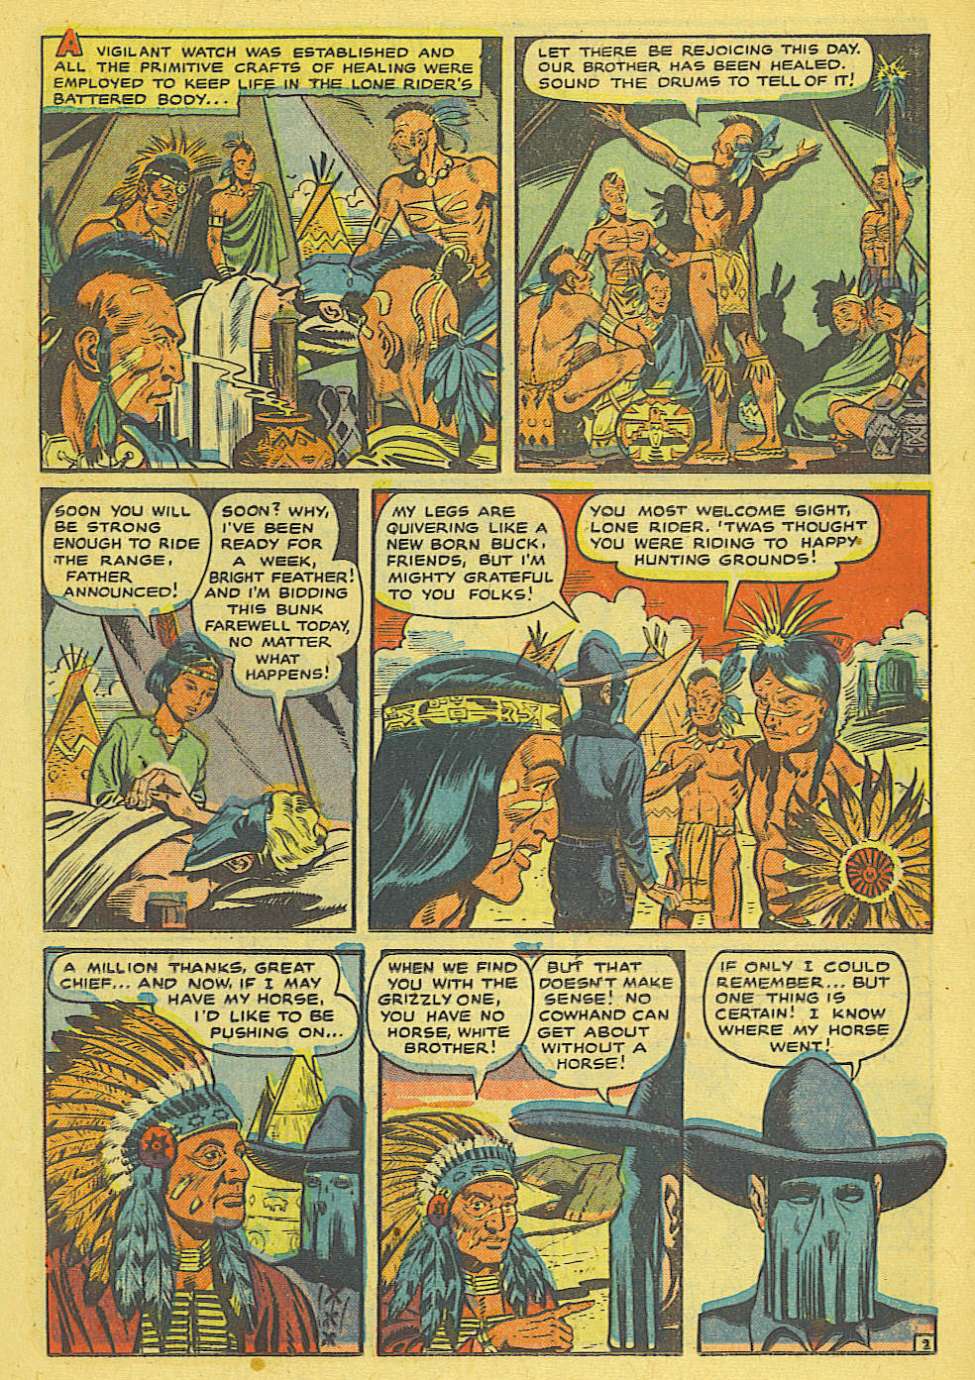 A VIGILANT WATCH WAS ESTABLISHED AND
ALL THE PRIMITIVE CRAFTS OF HEALING WERE
EMPLOYED TO KEEP LIFE IN THE LONE RIDER'S
BATTERED BODY...
LET THERE BE REJOICING THIS DAY.
OUR BROTHER HAS BEEN HEALED.
SOUND THE DRUMS TO TELL OF IT!
SOON YOU WILL
BE STRONG
ENOUGH TO RIDE
THE RANGE,
FATHER
ANNOUNCED!
SOON? WHY,
I'VE BEEN
READY FOR
A WEEK,
BRIGHT FEATHER!
AND I'M BIDDING
THIS BUNK
FAREWELL TODAY,
NO MATTER
WHAT
HAPPENS!
MY LEGS ARE
QUIVERING LIKE A
NEW BORN BUCK,
FRIENDS, BUT I'M
MIGHTY GRATEFUL
TO YOU FOLKS!
YOU MOST WELCOME SIGHT,
LONE RIDER. 'TWAS THOUGHT
YOU WERE RIDING TO HAPPY
HUNTING GROUNDS!
A MILLION THANKS, GREAT
CHIEF... AND NOW, IF I MAY
HAVE MY HORSE,
I'D LIKE TO BE
PUSHING ON...
WHEN WE FIND
YOU WITH THE
GRIZZLY ONE,
YOU HAVE NO
HORSE, WHITE
BROTHER!
BUT THAT
DOESN'T MAKE
SENSE! NO
COWHAND CAN
GET ABOUT
WITHOUT A
HORSE!
IF ONLY I COULD
REMEMBER... BUT
ONE THING IS
CERTAIN! I KNOW
WHERE MY HORSE
WENT!
2